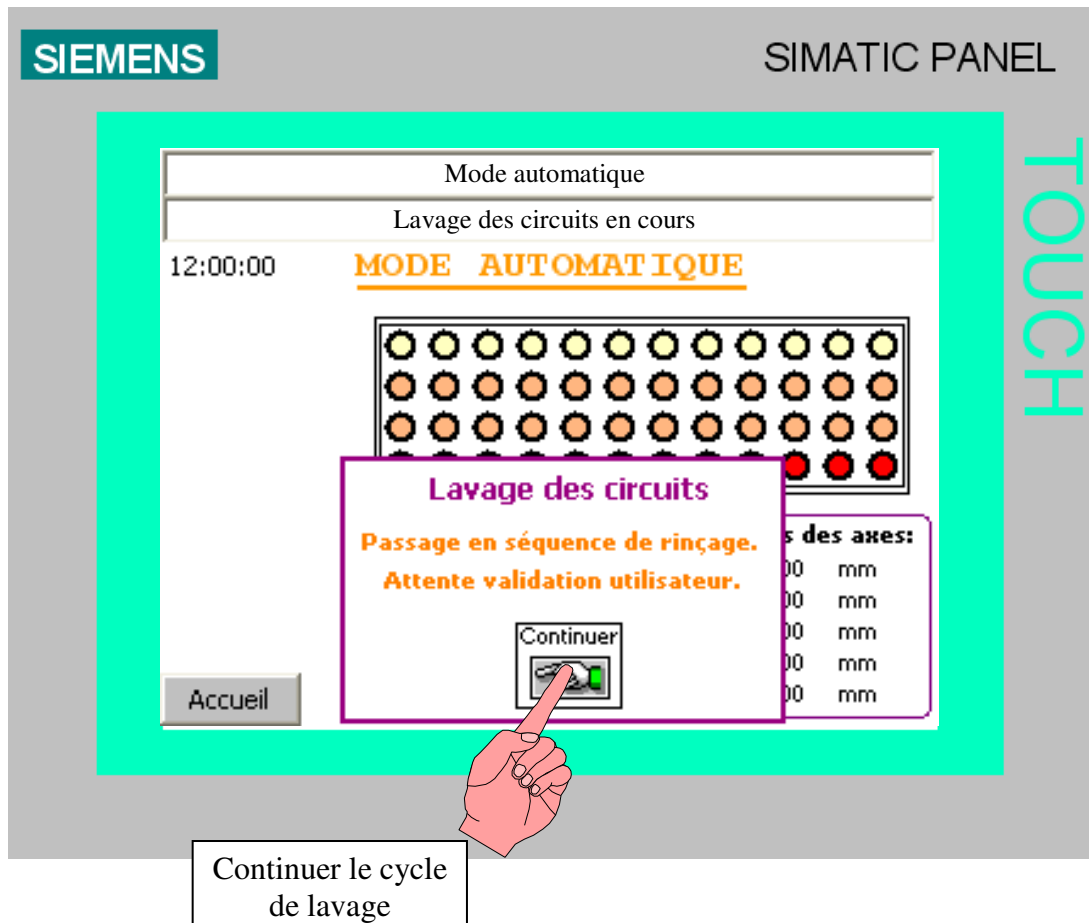 SIEMENS
SIMATIC PANEL
TOUCH
Mode automatique
Lavage des circuits en cours
12:00:00
MODE AUTOMATIQUE
Lavage des circuits
Passage en séquence de rinçage.
Attente validation utilisateur.
Continuer
des axes:
mm
mm
mm
mm
mm
Accueil
Continuer le cycle
de lavage